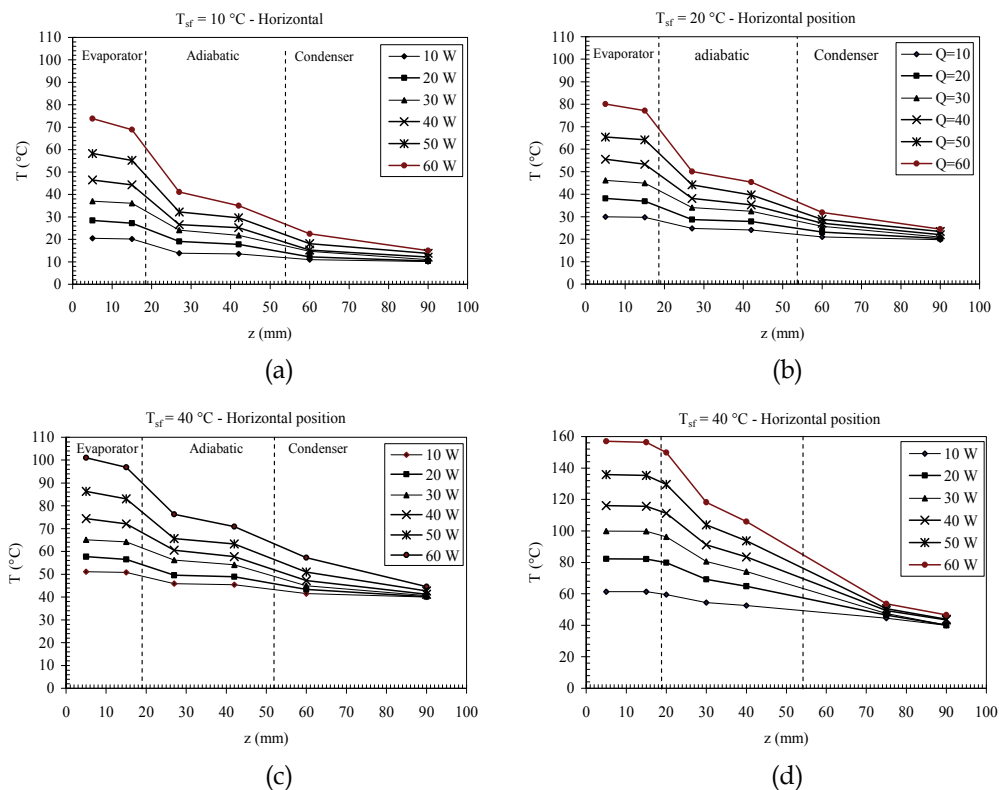 T_sf = 10 °C - Horizontal
110
100
90
80
70
60
50
40
30
20
10
0
T (°C)
Evaporator
Adiabatic
Condenser
10 W
20 W
30 W
40 W
50 W
60 W
0 10 20 30 40 50 60 70 80 90 100
z (mm)
(a)
T_sf = 20 °C - Horizontal position
110
100
90
80
70
60
50
40
30
20
10
0
T (°C)
Evaporator
adiabatic
Condenser
Q=10
Q=20
Q=30
Q=40
Q=50
Q=60
0 10 20 30 40 50 60 70 80 90 100
z (mm)
(b)
T_sf = 40 °C - Horizontal position
110
100
90
80
70
60
50
40
30
20
10
0
T (°C)
Evaporator
Adiabatic
Condenser
10 W
20 W
30 W
40 W
50 W
60 W
0 10 20 30 40 50 60 70 80 90 100
z (mm)
(c)
T_sf = 40 °C - Horizontal position
160
140
120
100
80
60
40
20
0
T (°C)
10 W
20 W
30 W
40 W
50 W
60 W
0 10 20 30 40 50 60 70 80 90 100
z (mm)
(d)